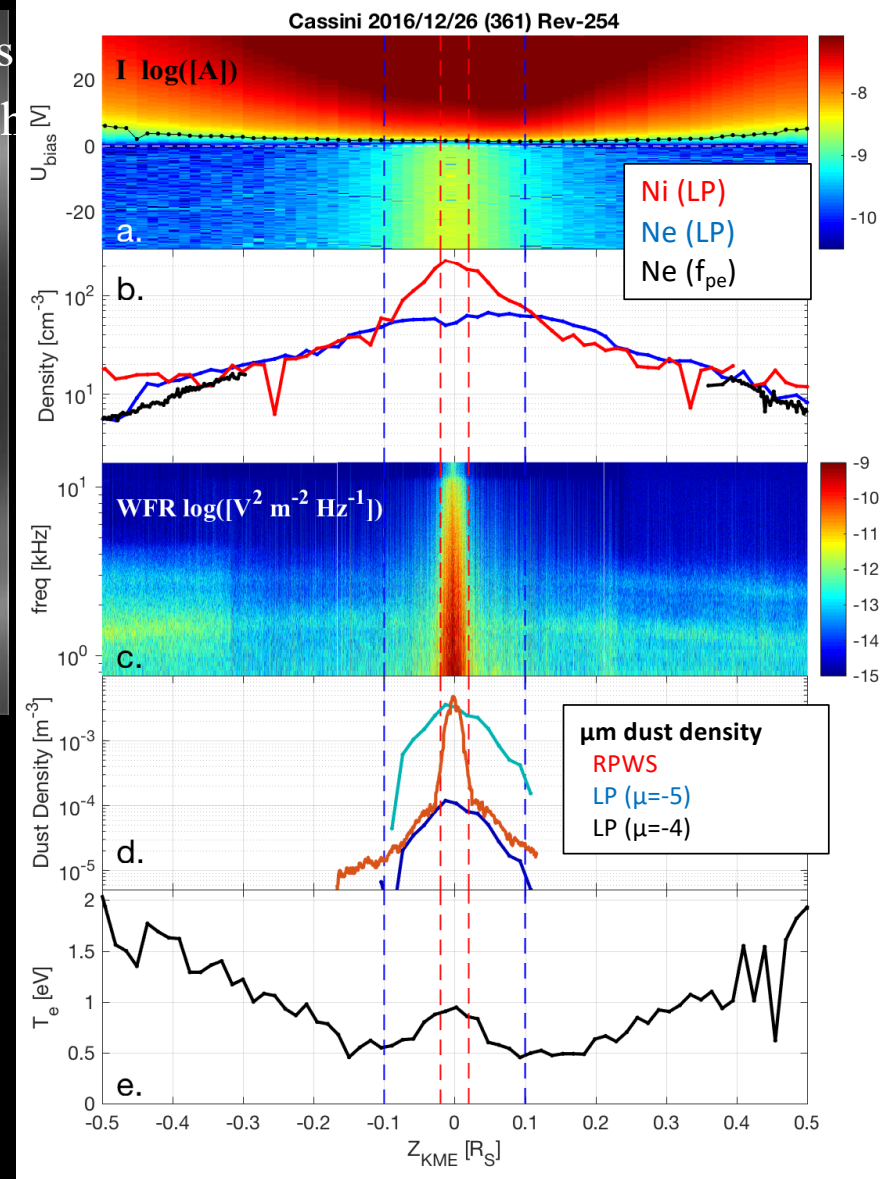 Cassini 2016/12/26 (361) Rev-254
s
h
I log([A])
U_bias [V]
20
0
-20
a.
-8
-9
-10
Ni (LP)
Ne (LP)
Ne (f_pe)
b.
Density [cm^-3]
10^2
10^1
WFR log([V^2 m^-2 Hz^-1])
freq [kHz]
10^1
10^0
c.
-9
-10
-11
-12
-13
-14
-15
Dust Density [m^-3]
10^-3
10^-4
10^-5
d.
μm dust density
RPWS
LP (μ=-5)
LP (μ=-4)
T_e [eV]
2
1.5
1
0.5
0
e.
-0.5 -0.4 -0.3 -0.2 -0.1 0 0.1 0.2 0.3 0.4 0.5
Z_KME [R_S]